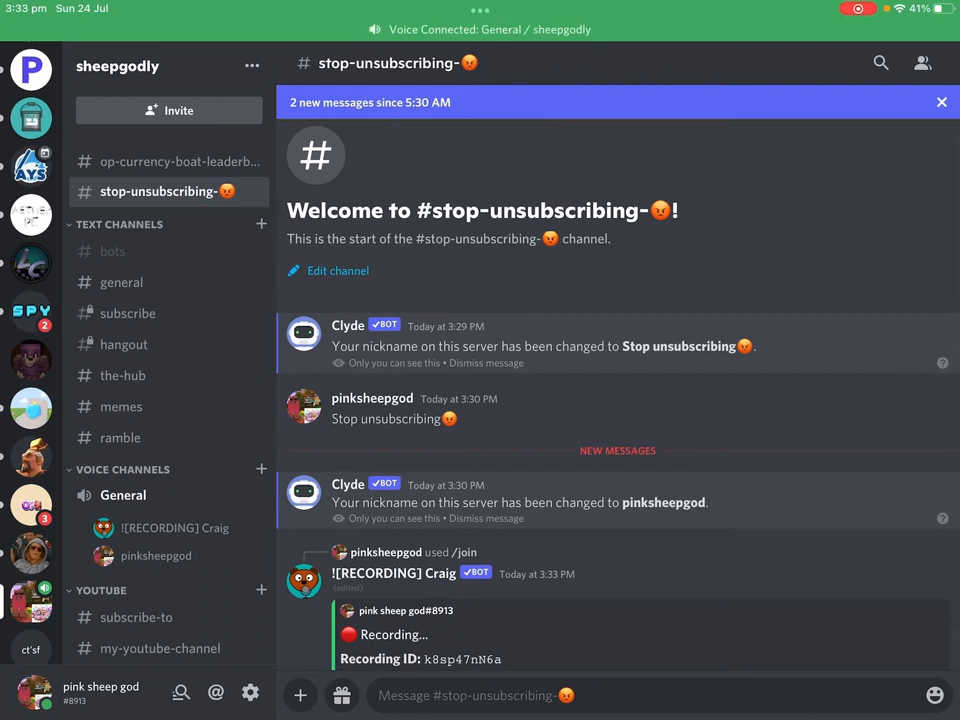 3:33 pm Sun 24 Jul
41%
Voice Connected: General / sheepgodly
P
AYS
LC
SPY
2
3
ct'sf
sheepgodly
Invite
op-currency-boat-leaderb...
stop-unsubscribing-😡
TEXT CHANNELS
bots
general
subscribe
hangout
the-hub
memes
ramble
VOICE CHANNELS
General
![RECORDING] Craig
pinksheepgod
YOUTUBE
subscribe-to
my-youtube-channel
pink sheep god
#8913
# stop-unsubscribing-😡
2 new messages since 5:30 AM
#
Welcome to #stop-unsubscribing-😡!
This is the start of the #stop-unsubscribing-😡 channel.
Edit channel
Clyde ✓BOT Today at 3:29 PM
Your nickname on this server has been changed to Stop unsubscribing😡.
Only you can see this • Dismiss message
pinksheepgod Today at 3:30 PM
Stop unsubscribing😡
NEW MESSAGES
Clyde ✓BOT Today at 3:30 PM
Your nickname on this server has been changed to pinksheepgod.
Only you can see this • Dismiss message
pinksheepgod used /join
![RECORDING] Craig ✓BOT Today at 3:33 PM
(edited)
pink sheep god#8913
🔴 Recording...
Recording ID: k8sp47nN6a
Message #stop-unsubscribing-😡